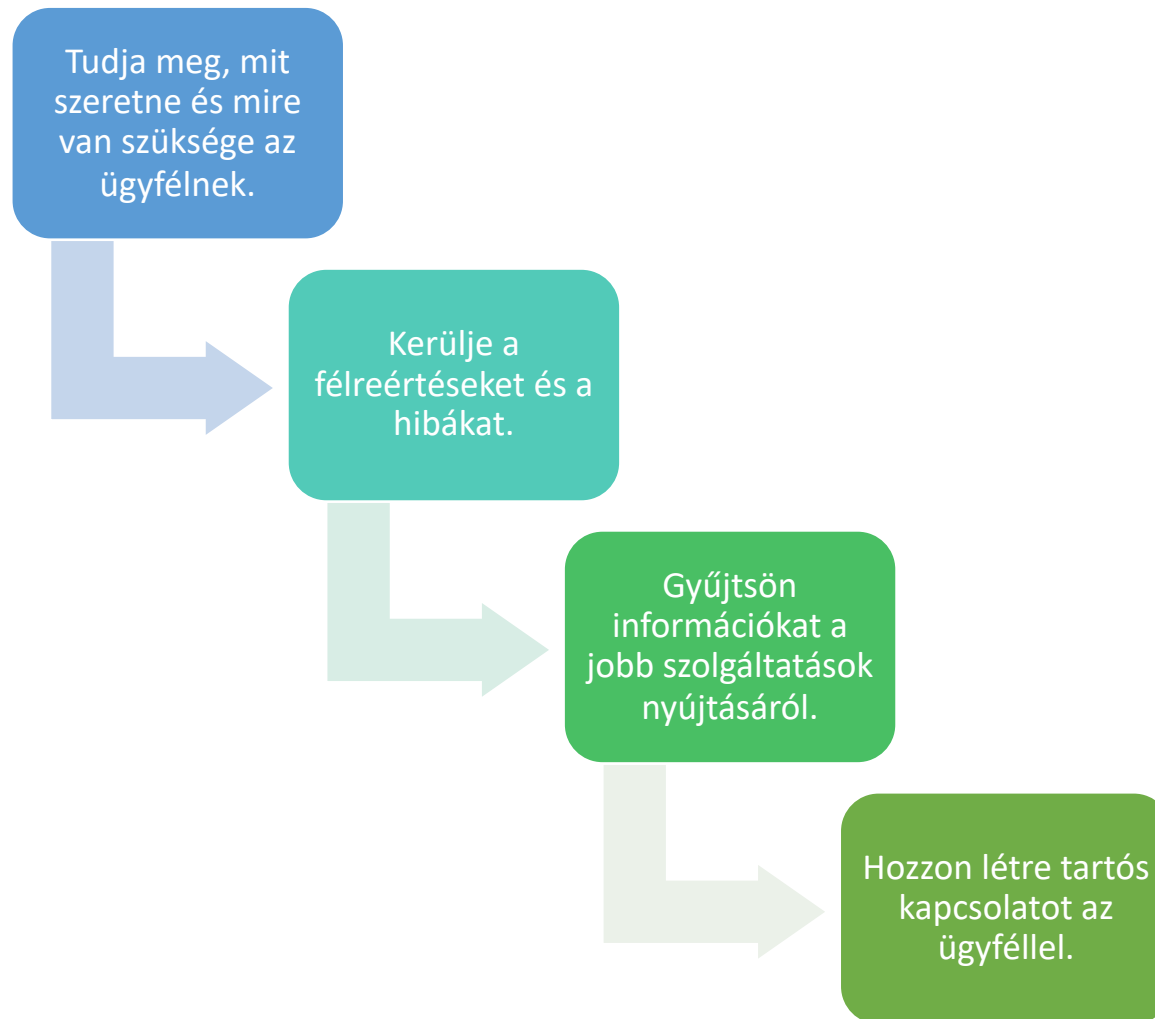 Tudja meg, mit
szeretne és mire
van szüksége az
ügyfélnek.
Kerülje a
félreértéseket és a
hibákat.
Gyűjtsön
információkat a
jobb szolgáltatások
nyújtásáról.
Hozzon létre tartós
kapcsolatot az
ügyféllel.